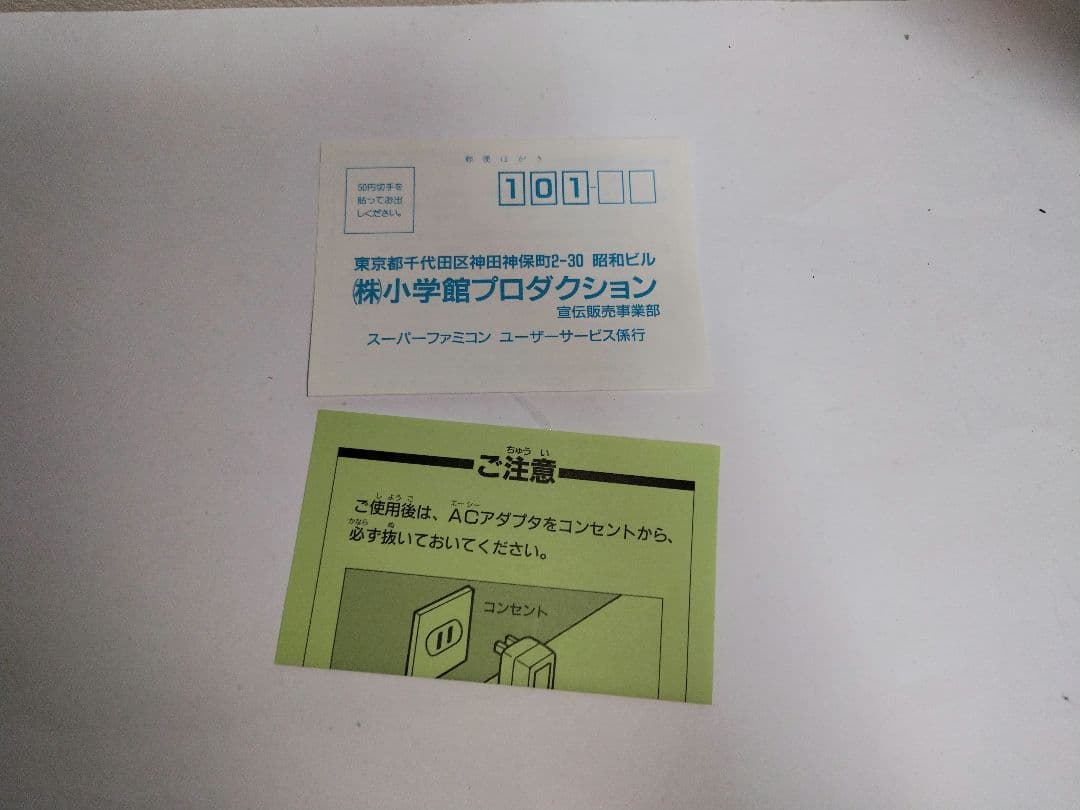 郵便はがき
50円切手を
貼ってお出
しください。
101-
東京都千代田区神田神保町2-30 昭和ビル
㈱小学館プロダクション
宣伝販売事業部
スーパーファミコン ユーザーサービス係行
ちゅうい
ご注意
しようご エーシー
ご使用後は、ACアダプタをコンセントから、
かなら ぬ
必ず抜いておいてください。
コンセント